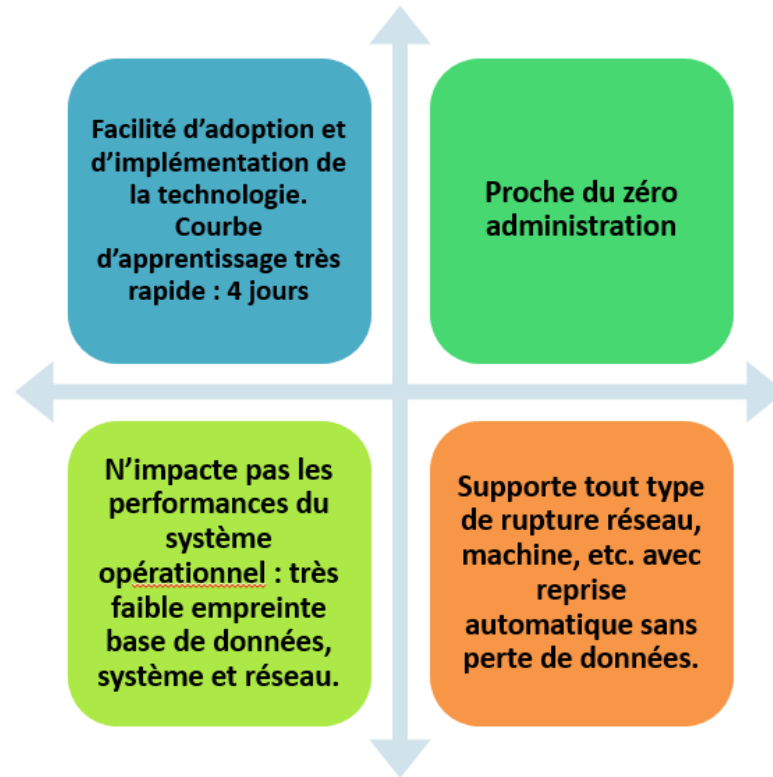 Facilité d’adoption et
d’implémentation de
la technologie.
Courbe
d’apprentissage très
rapide : 4 jours
Proche du zéro
administration
N’impacte pas les
performances du
système
opérationnel : très
faible empreinte
base de données,
système et réseau.
Supporte tout type
de rupture réseau,
machine, etc. avec
reprise
automatique sans
perte de données.